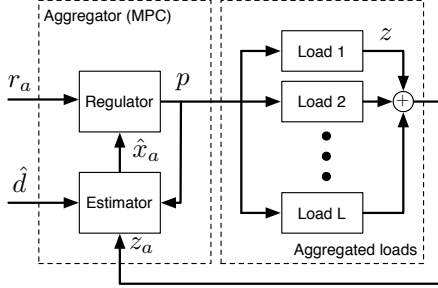 Aggregator (MPC)
r_a
Regulator
p
Load 1
z
Load 2
+
x̂_a
d̂
Estimator
Load L
z_a
Aggregated loads